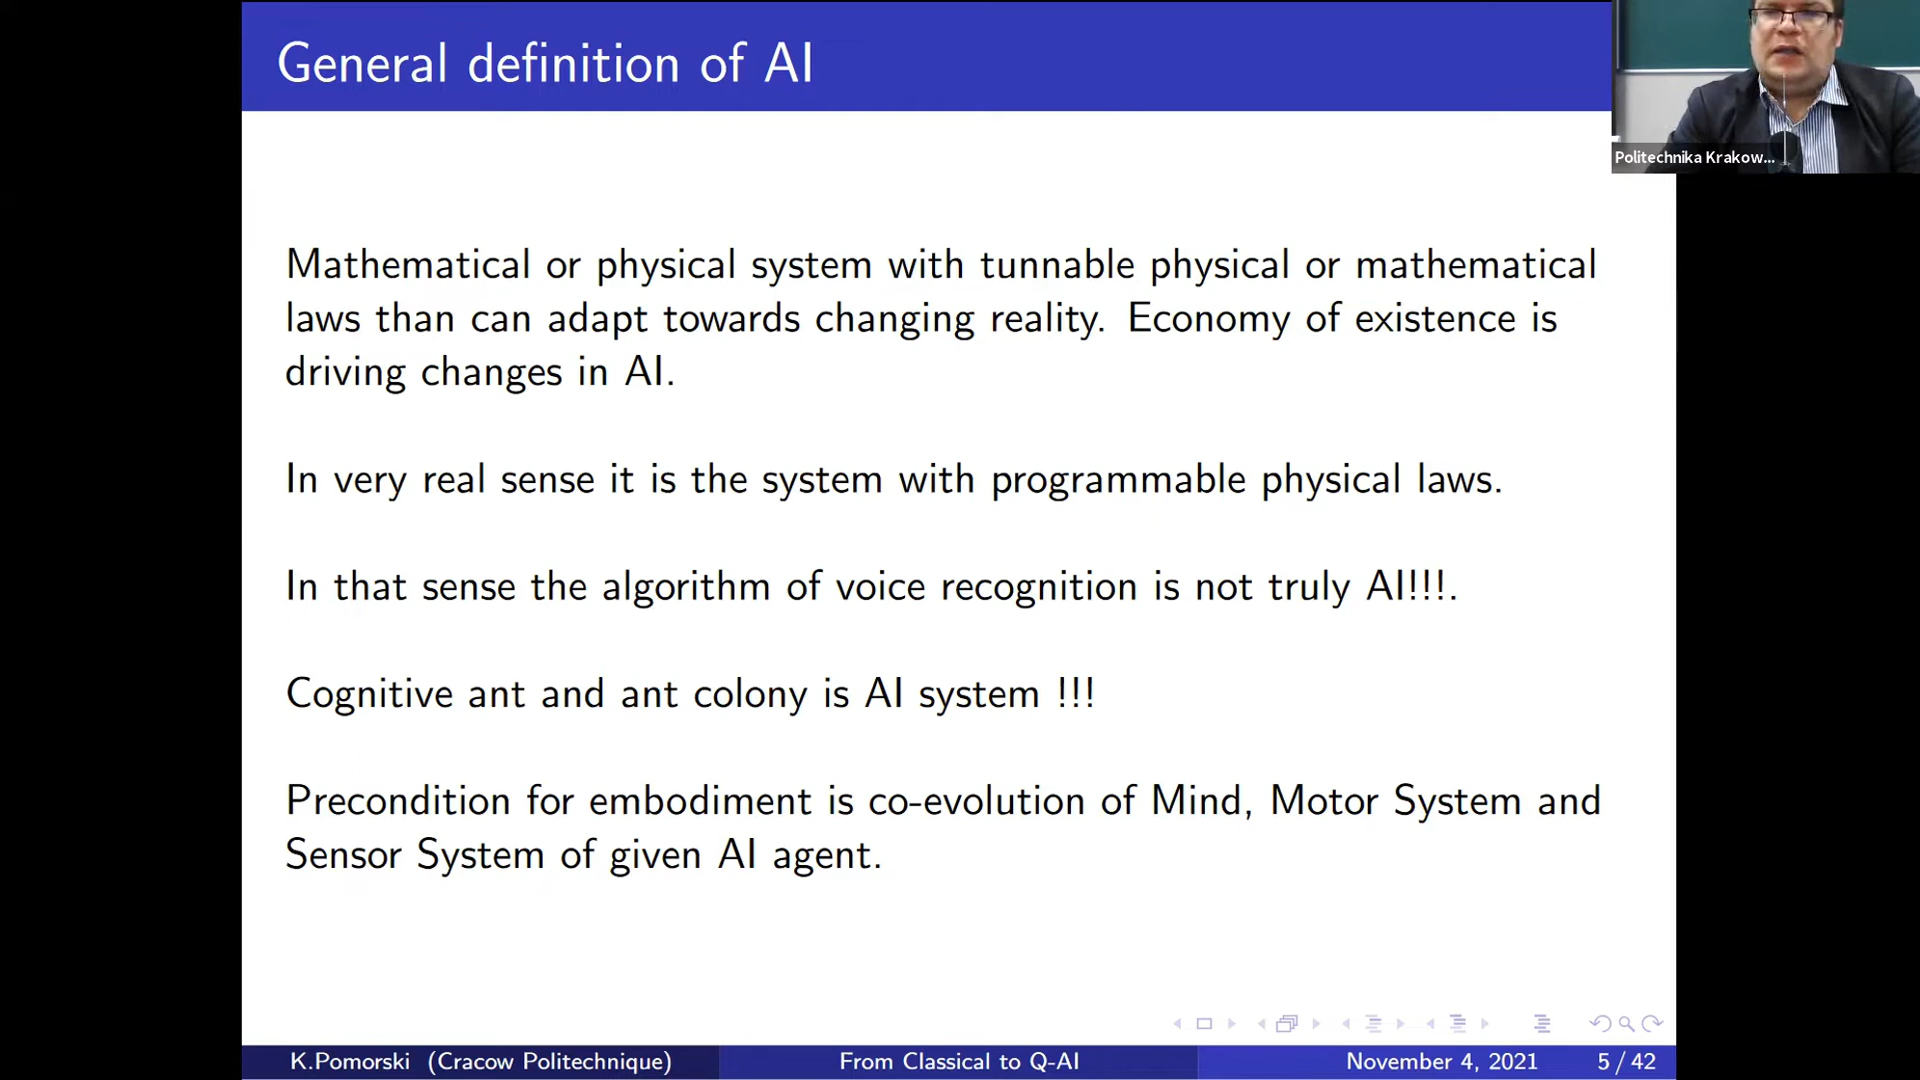 General definition of AI
Politechnika Krakow...
Mathematical or physical system with tunnable physical or mathematical
laws than can adapt towards changing reality. Economy of existence is
driving changes in AI.
In very real sense it is the system with programmable physical laws.
In that sense the algorithm of voice recognition is not truly AI!!!.
Cognitive ant and ant colony is AI system !!!
Precondition for embodiment is co-evolution of Mind, Motor System and
Sensor System of given AI agent.
K.Pomorski (Cracow Politechnique) From Classical to Q-AI November 4, 2021 5 / 42